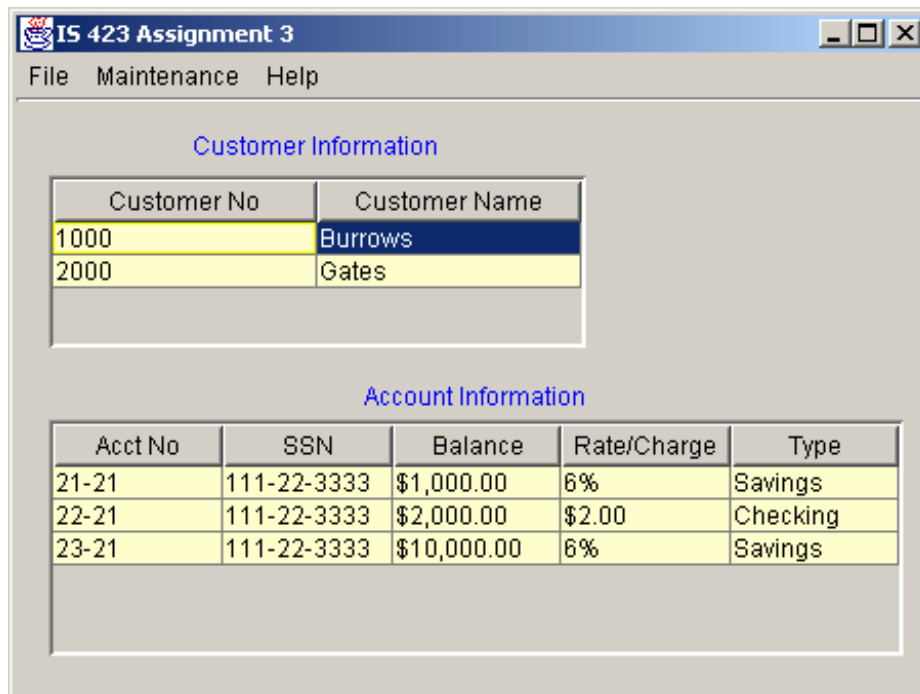 IS 423 Assignment 3
File Maintenance Help
Customer Information
Customer No Customer Name
1000 Burrows
2000 Gates
Account Information
Acct No SSN Balance Rate/Charge Type
21-21 111-22-3333 $1,000.00 6% Savings
22-21 111-22-3333 $2,000.00 $2.00 Checking
23-21 111-22-3333 $10,000.00 6% Savings